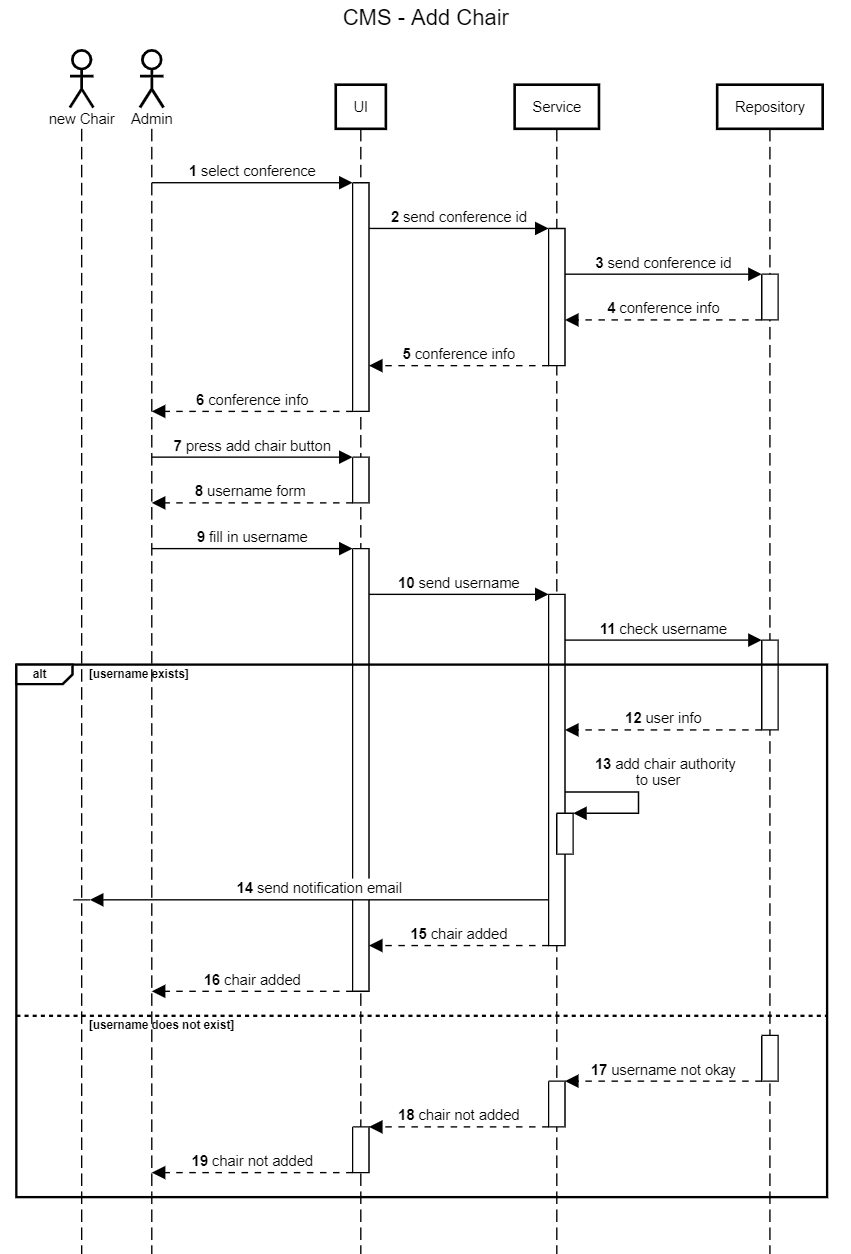 CMS - Add Chair
new Chair
Admin
UI
Service
Repository
1 select conference
2 send conference id
3 send conference id
4 conference info
5 conference info
6 conference info
7 press add chair button
8 username form
9 fill in username
10 send username
11 check username
alt
[username exists]
12 user info
13 add chair authority
to user
14 send notification email
15 chair added
16 chair added
[username does not exist]
17 username not okay
18 chair not added
19 chair not added